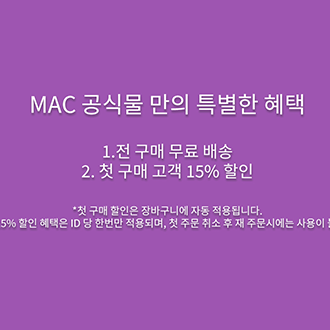 MAC 공식몰 만의 특별한 혜택
1.전 구매 무료 배송
2. 첫 구매 고객 15% 할인
*첫 구매 할인은 장바구니에 자동 적용됩니다.
5% 할인 혜택은 ID 당 한번만 적용되며, 첫 주문 취소 후 재 주문시에는 사용이